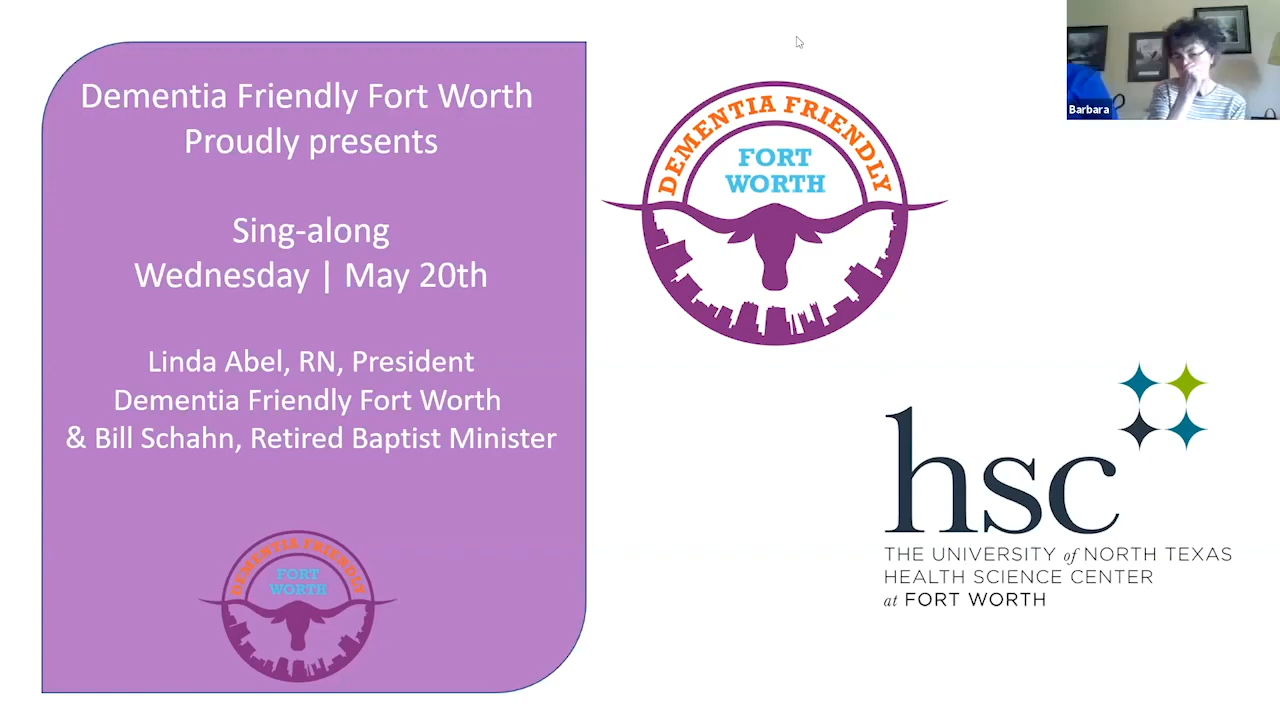 Dementia Friendly Fort Worth
Proudly presents
Sing-along
Wednesday | May 20th
Linda Abel, RN, President
Dementia Friendly Fort Worth
& Bill Schahn, Retired Baptist Minister
DEMENTIA FRIENDLY
FORT
WORTH
DEMENTIA FRIENDLY
FORT
WORTH
hsc
THE UNIVERSITY of NORTH TEXAS
HEALTH SCIENCE CENTER
at FORT WORTH
Barbara